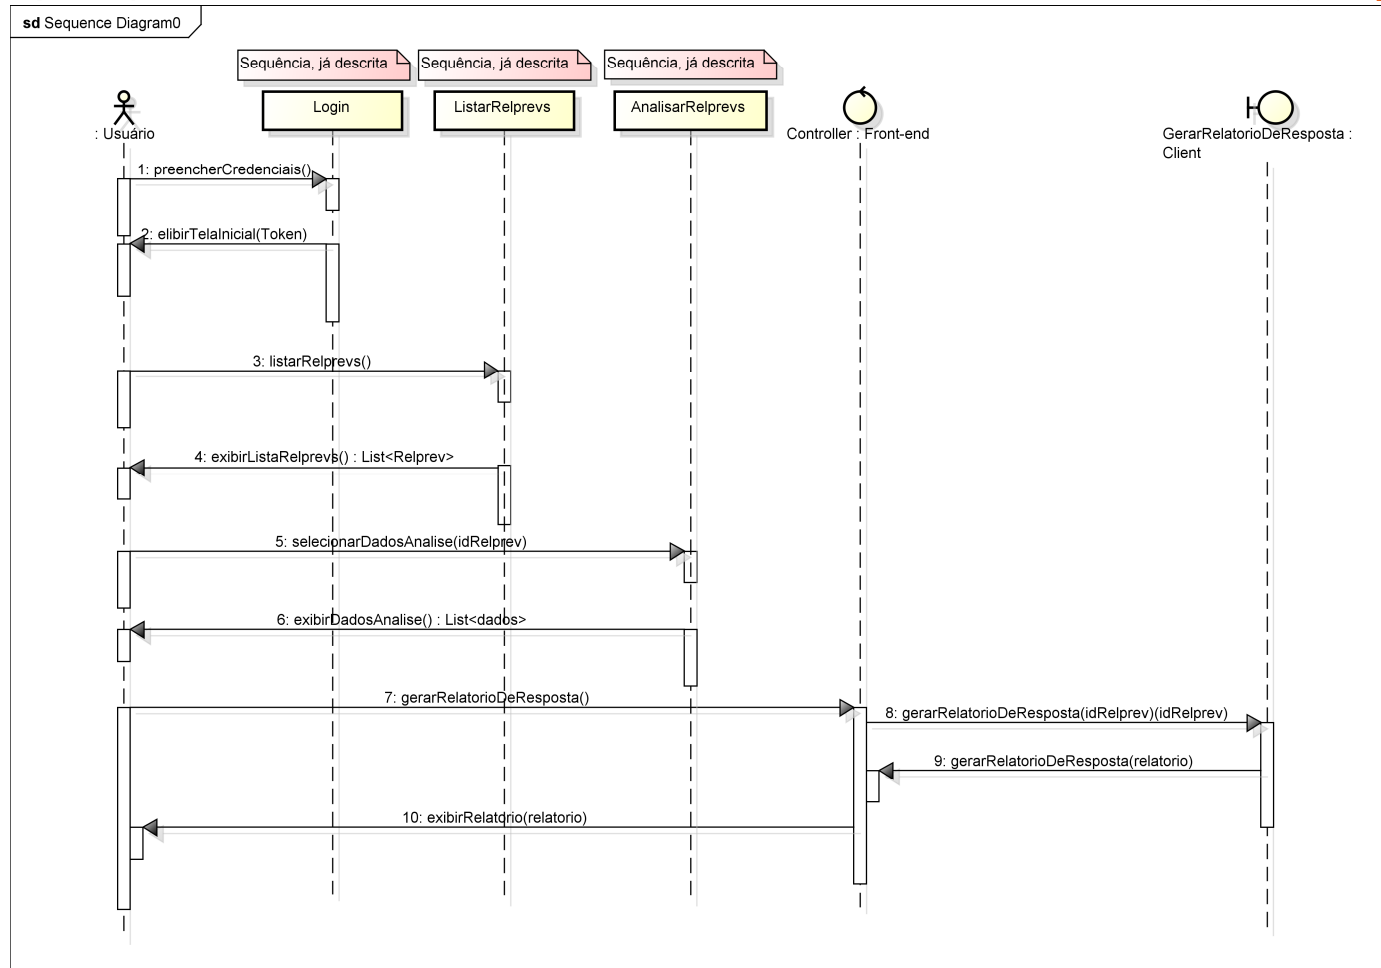 sd Sequence Diagram0
Sequência, já descrita
Sequência, já descrita
Sequência, já descrita
Login
ListarRelprevs
AnalisarRelprevs
: Usuário
Controller : Front-end
GerarRelatorioDeResposta :
Client
1: preencherCredenciais()
2: elibirTelaInicial(Token)
3: listarRelprevs()
4: exibirListaRelprevs() : List<Relprev>
5: selecionarDadosAnalise(idRelprev)
6: exibirDadosAnalise() : List<dados>
7: gerarRelatorioDeResposta()
8: gerarRelatorioDeResposta(idRelprev)(idRelprev)
9: gerarRelatorioDeResposta(relatorio)
10: exibirRelatorio(relatorio)